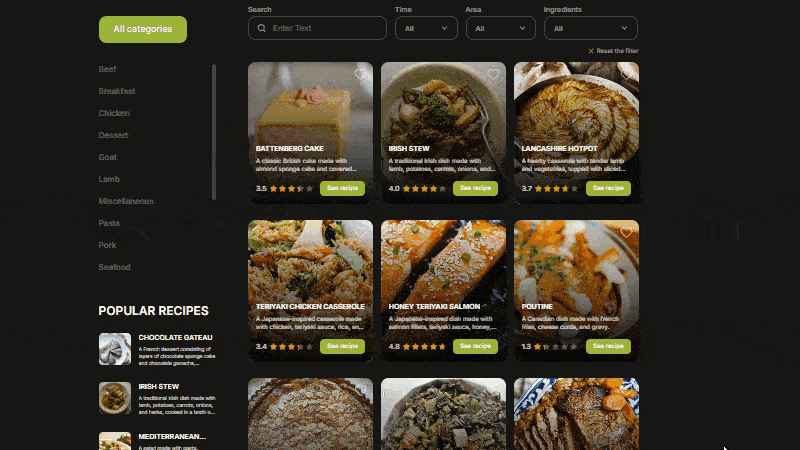 All categories
Beef
Breakfast
Chicken
Dessert
Goat
Lamb
Miscellaneous
Pasta
Pork
Seafood
POPULAR RECIPES
CHOCOLATE GATEAU
A French dessert consisting of
layers of chocolate sponge cake
and chocolate ganache,...
IRISH STEW
A traditional Irish dish made with
lamb, potatoes, carrots, onions,
and herbs, cooked in a broth o...
MEDITERRANEAN...
A salad made with pasta,
Search
Enter Text
Time
All
Area
All
Ingredients
All
Reset the filter
BATTENBERG CAKE
A classic British cake made with
almond sponge cake and covered...
3.5
See recipe
IRISH STEW
A traditional Irish dish made with
lamb, potatoes, carrots, onions, and...
4.0
See recipe
LANCASHIRE HOTPOT
A hearty casserole with tender lamb
and vegetables, topped with sliced...
3.7
See recipe
TERIYAKI CHICKEN CASSEROLE
A Japanese-inspired casserole made
with chicken, teriyaki sauce, rice, an...
3.4
See recipe
HONEY TERIYAKI SALMON
A Japanese-inspired dish made with
salmon fillets, teriyaki sauce, honey,...
4.8
See recipe
POUTINE
A Canadian dish made with french
fries, cheese curds, and gravy.
1.3
See recipe